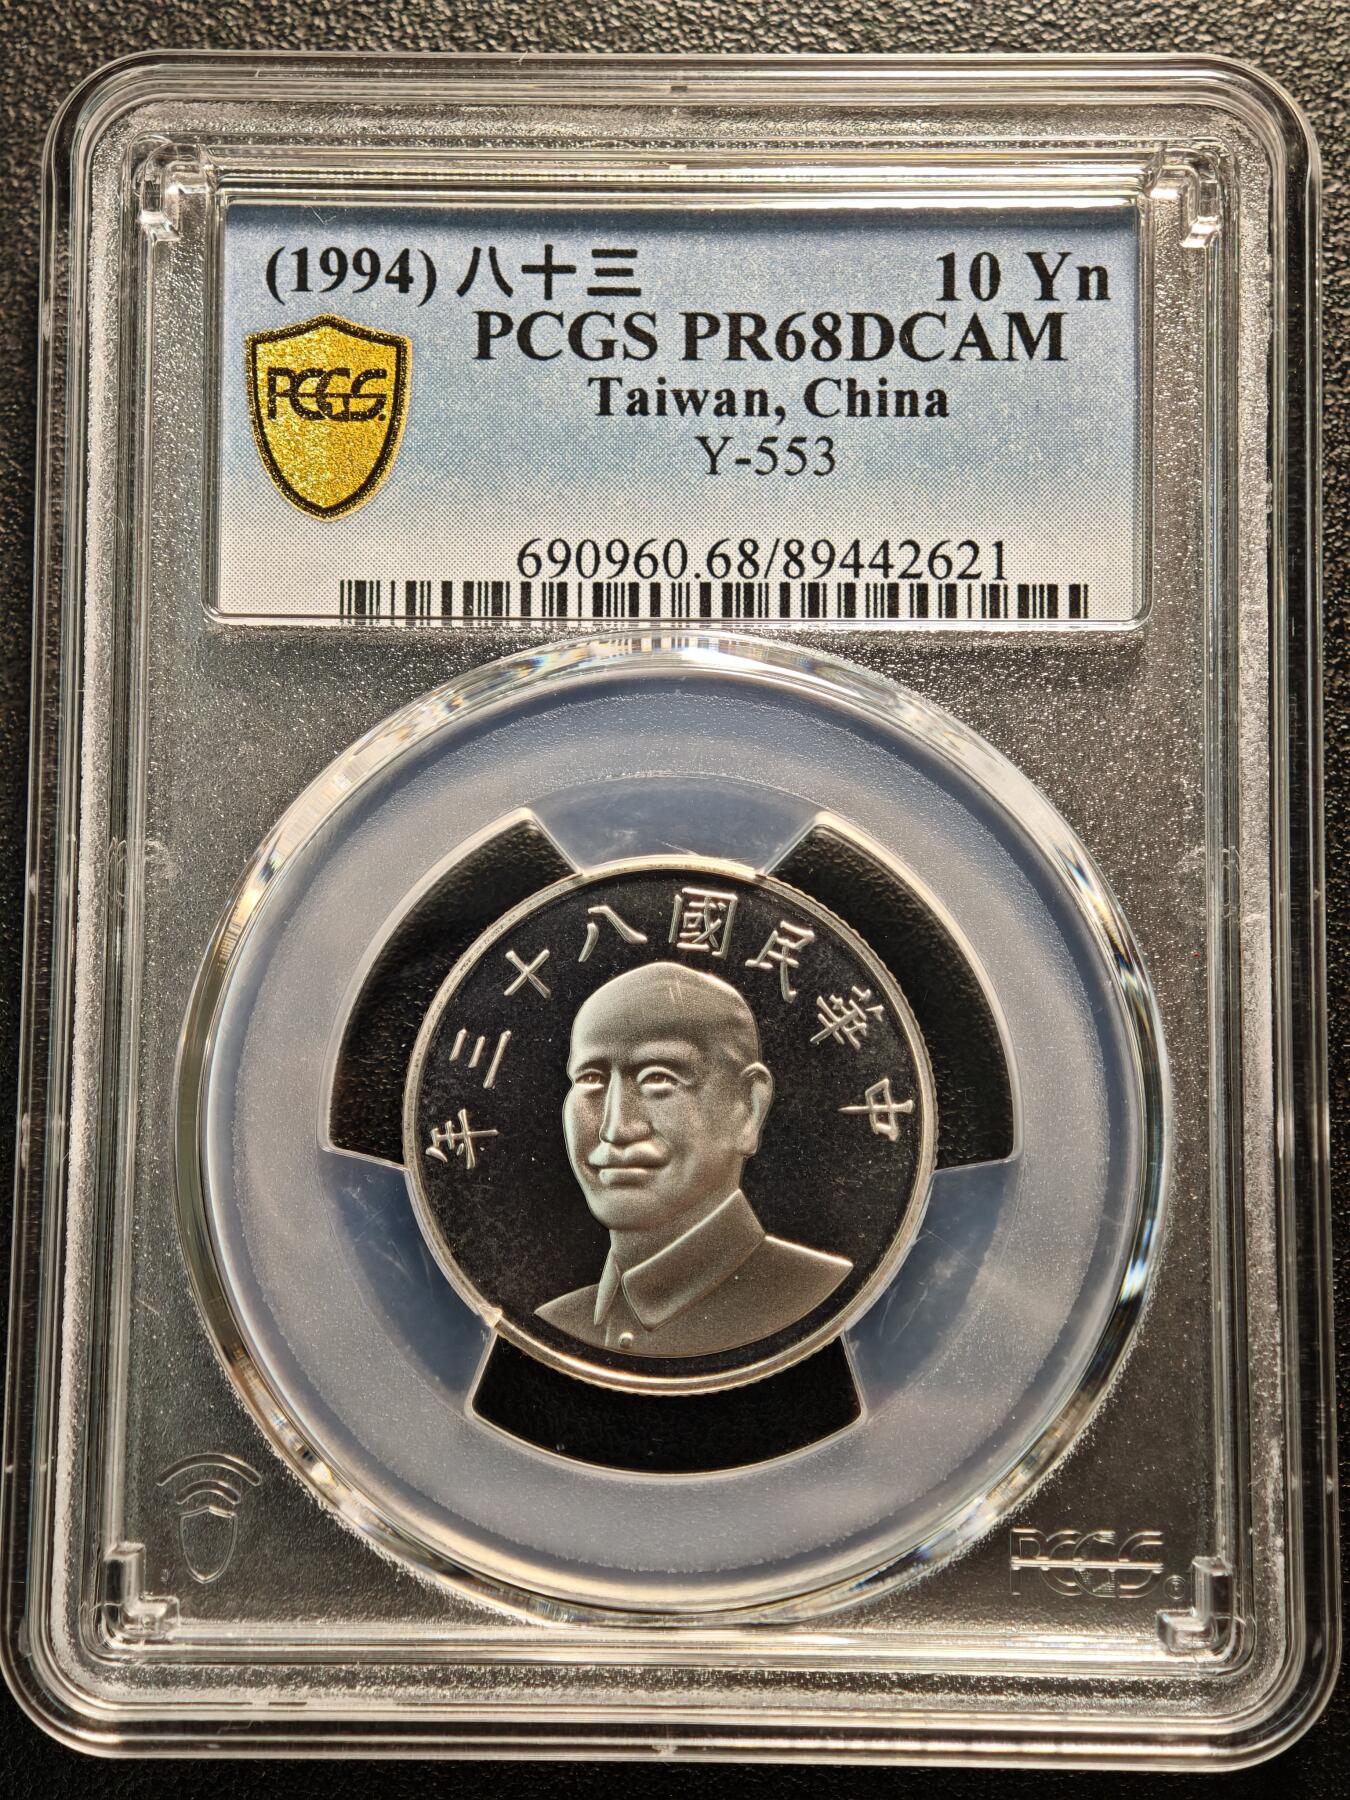 (1994) 八十三 10 Yn
PCGS PR68DCAM
PCGS
Taiwan, China
Y-553
690960.68/89442621
中華民國八十三年
PCGS